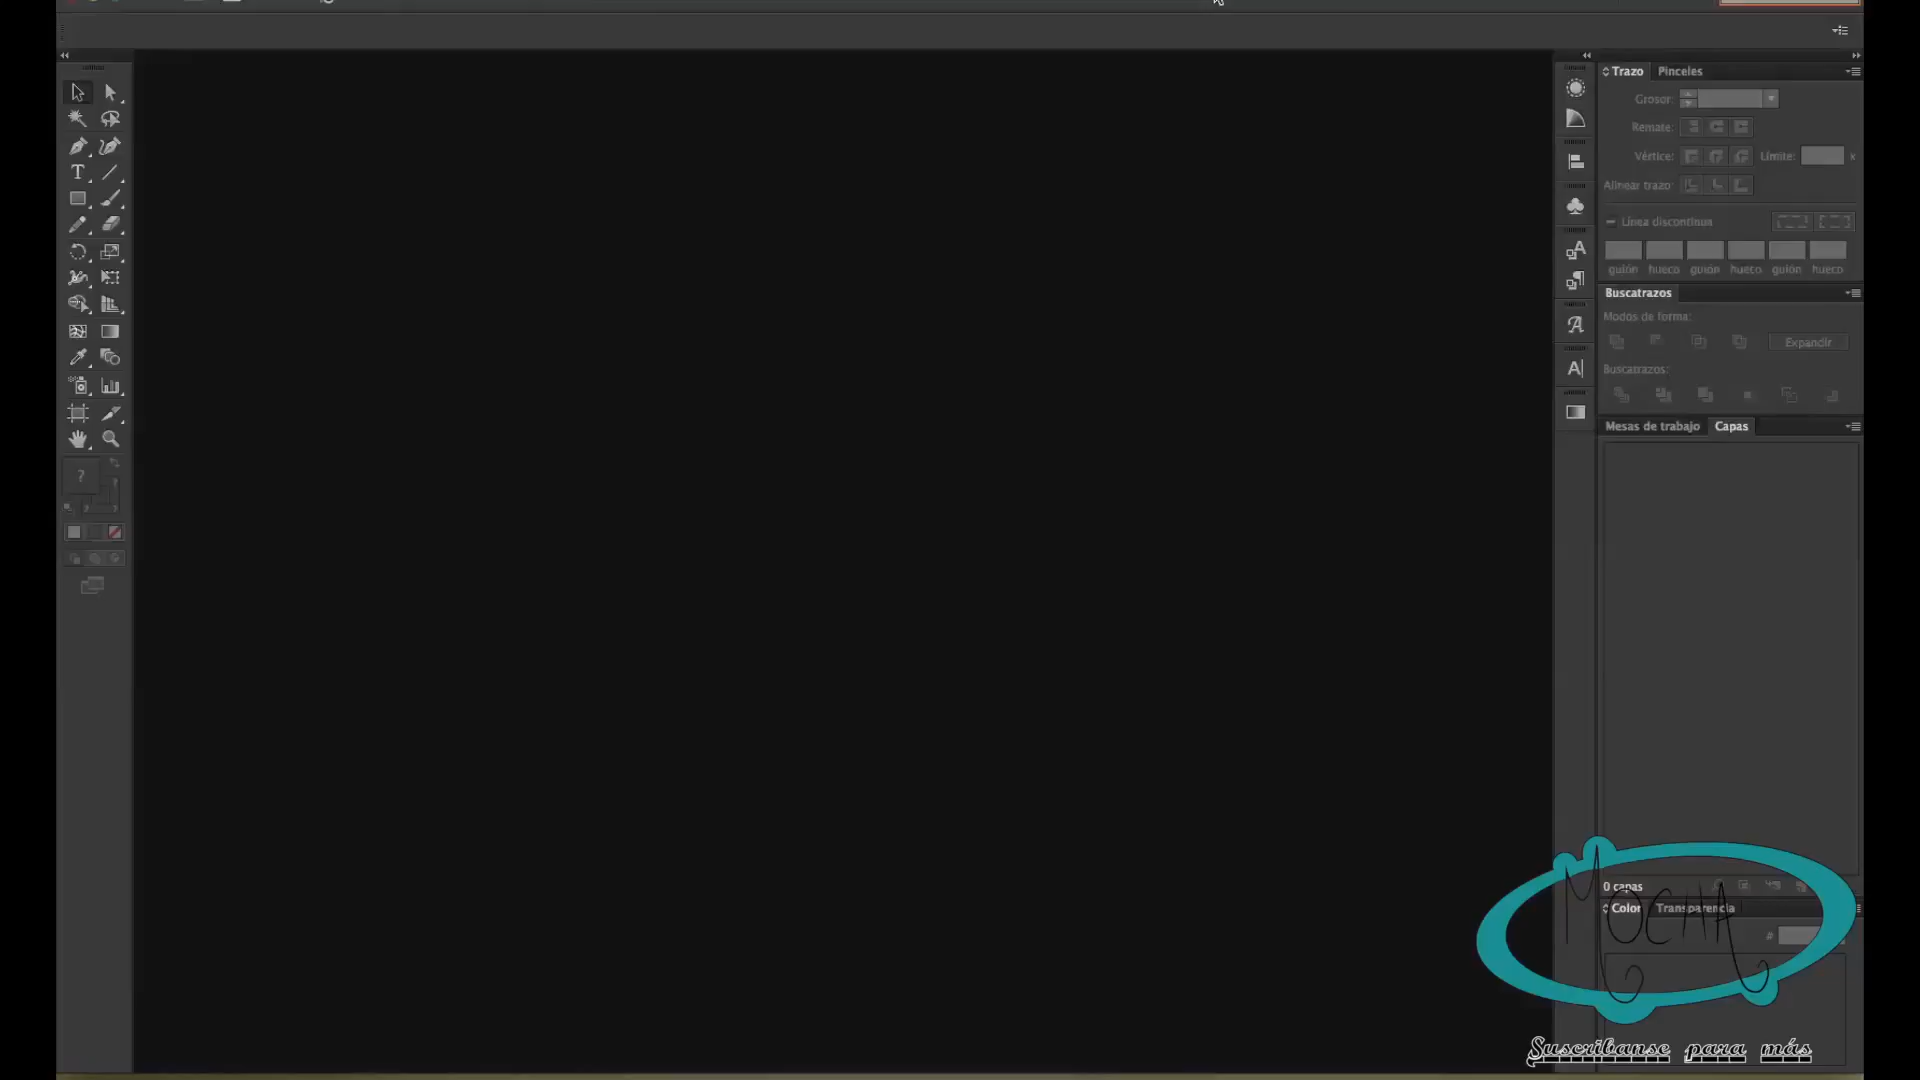 Trazo Pinceles
Grosor:
Remate:
Vértice: Límite: x
Alinear trazo:
Línea discontinua
guión hueco guión hueco guión hueco
Buscatrazos
Modos de forma:
Expandir
Buscatrazos:
Mesas de trabajo Capas
0 capas
Color Transparencia
#
MOCHA
Suscribanse para más
T
?
A
A
A